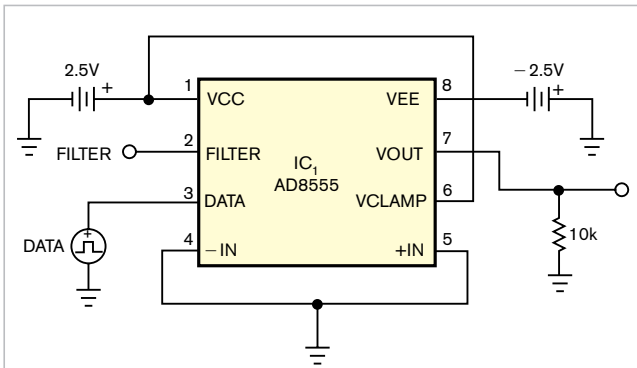 2.5V
+
1
VCC
FILTER
2
FILTER
DATA
+
3
DATA
4
– IN
IC1
AD8555
8
VEE
– 2.5V
+
7
VOUT
6
VCLAMP
5
+IN
10k